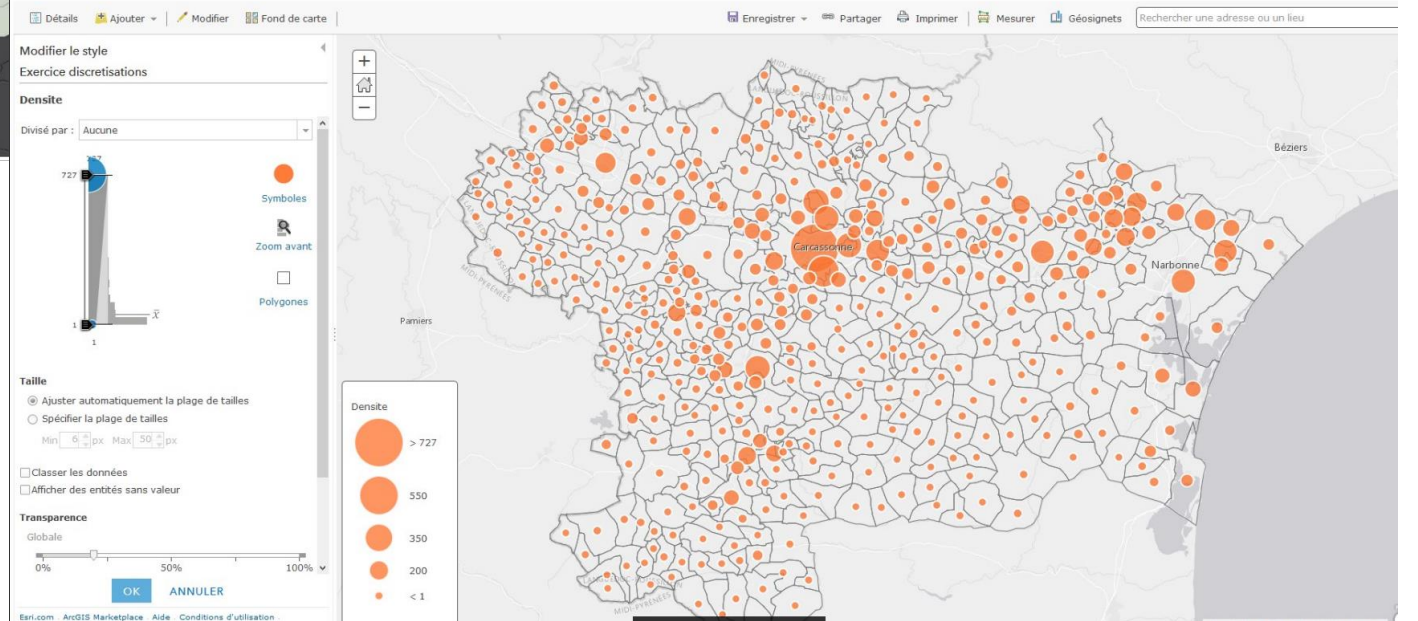 Détails Ajouter Modifier Fond de carte Enregistrer Partager Imprimer Mesurer Géosignets Rechercher une adresse ou un lieu
Modifier le style
Exercice discretisations
Densite
Divisé par : Aucune
727
Symboles
Zoom avant
Polygones
1
x̄
1
Taille
Ajuster automatiquement la plage de tailles
Spécifier la plage de tailles
Min 6 px Max 50 px
Classer les données
Afficher des entités sans valeur
Transparence
Globale
0% 50% 100%
OK ANNULER
Esri.com . ArcGIS Marketplace . Aide . Conditions d'utilisation .
+
−
MIDI-PYRÉNÉES
LANGUEDOC-ROUSSILLON
Béziers
Carcassonne
Narbonne
MIDI-PYRÉNÉES
Pamiers
MIDI-PYRÉNÉES
Densite
> 727
550
350
200
< 1